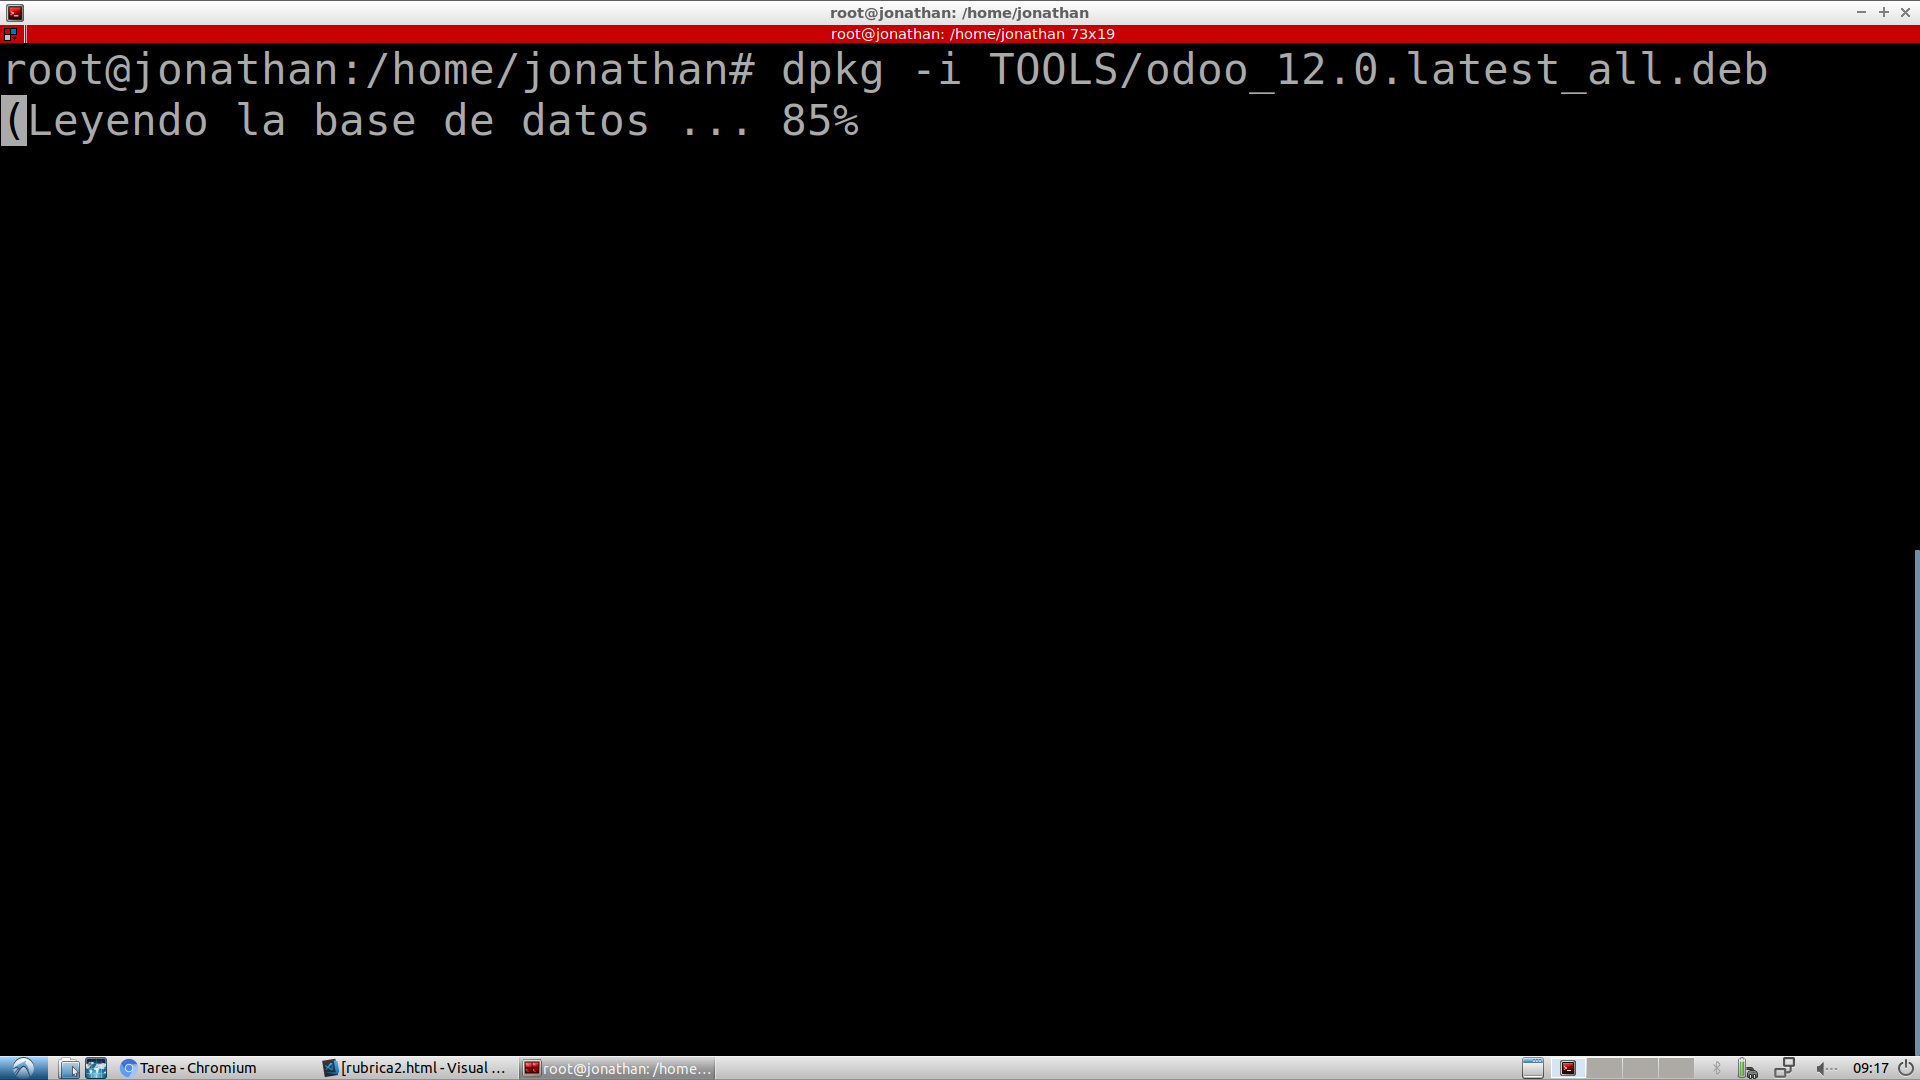 root@jonathan: /home/jonathan
root@jonathan: /home/jonathan 73x19
root@jonathan:/home/jonathan# dpkg -i TOOLS/odoo_12.0.latest_all.deb
(Leyendo la base de datos ... 85%
Tarea - Chromium
[rubrica2.html - Visual ...
root@jonathan: /home...
09:17